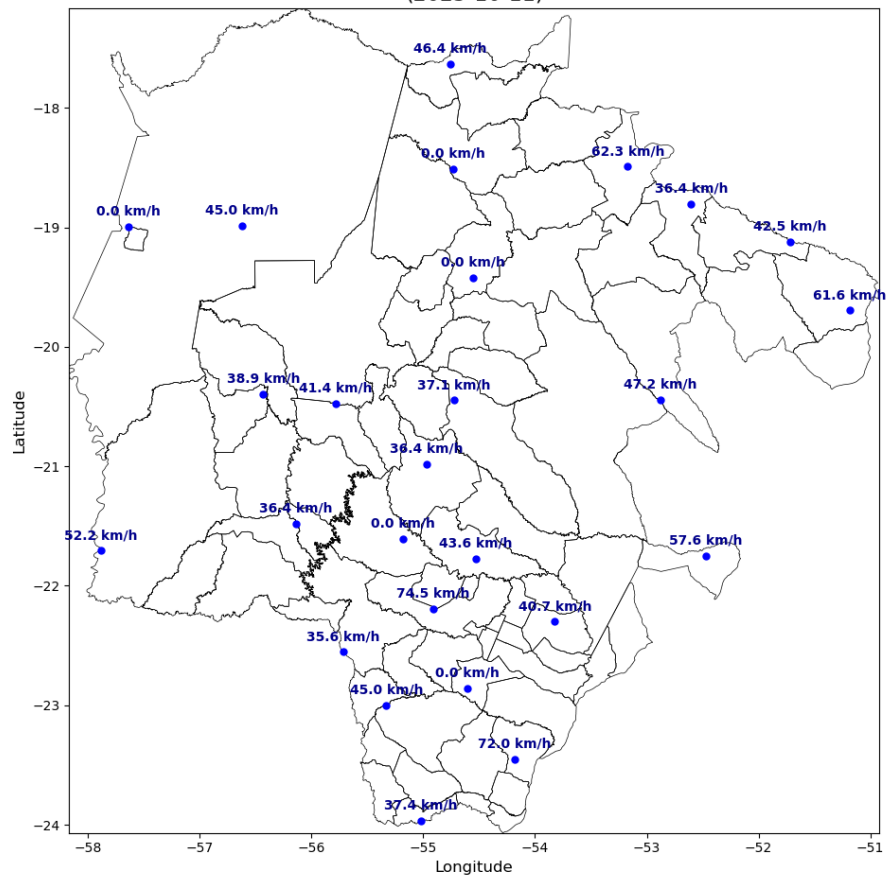 46.4 km/h
0.0 km/h
62.3 km/h
36.4 km/h
0.0 km/h
45.0 km/h
42.5 km/h
0.0 km/h
61.6 km/h
38.9 km/h
41.4 km/h
37.1 km/h
47.2 km/h
36.4 km/h
36.4 km/h
0.0 km/h
52.2 km/h
43.6 km/h
57.6 km/h
74.5 km/h
40.7 km/h
35.6 km/h
0.0 km/h
45.0 km/h
72.0 km/h
37.4 km/h
−18
−19
−20
−21
−22
−23
−24
Latitude
−58
−57
−56
−55
−54
−53
−52
−51
Longitude